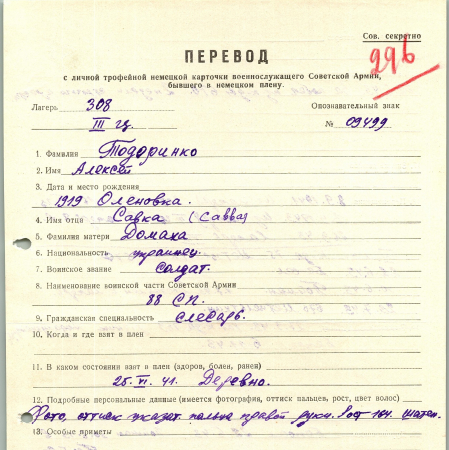 Сов. секретно
29б
ПЕРЕВОД
с личной трофейной немецкой карточки военнослужащего Советской Армии,
бывшего в немецком плену.
Лагерь 308 Опознавательный знак
III № 09499
1. Фамилия Тодоринко
2. Имя Алексей
3. Дата и место рождения
1919 Оленовка.
4. Имя отца Савка (Савва)
5. Фамилия матери Домаха
6. Национальность украинец.
7. Воинское звание солдат.
8. Наименование воинской части Советской Армии
88 СП.
9. Гражданская специальность слесарь.
10. Когда и где взят в плен
11. В каком состоянии взят в плен (здоров, болен, ранен)
25. VI. 41. Деревно.
12. Подробные персональные данные (имеется фотография, оттиск пальцев, рост, цвет волос)
Фото, оттиск указат. пальца правой руки. Рост 164. шатен.
13. Особые приметы